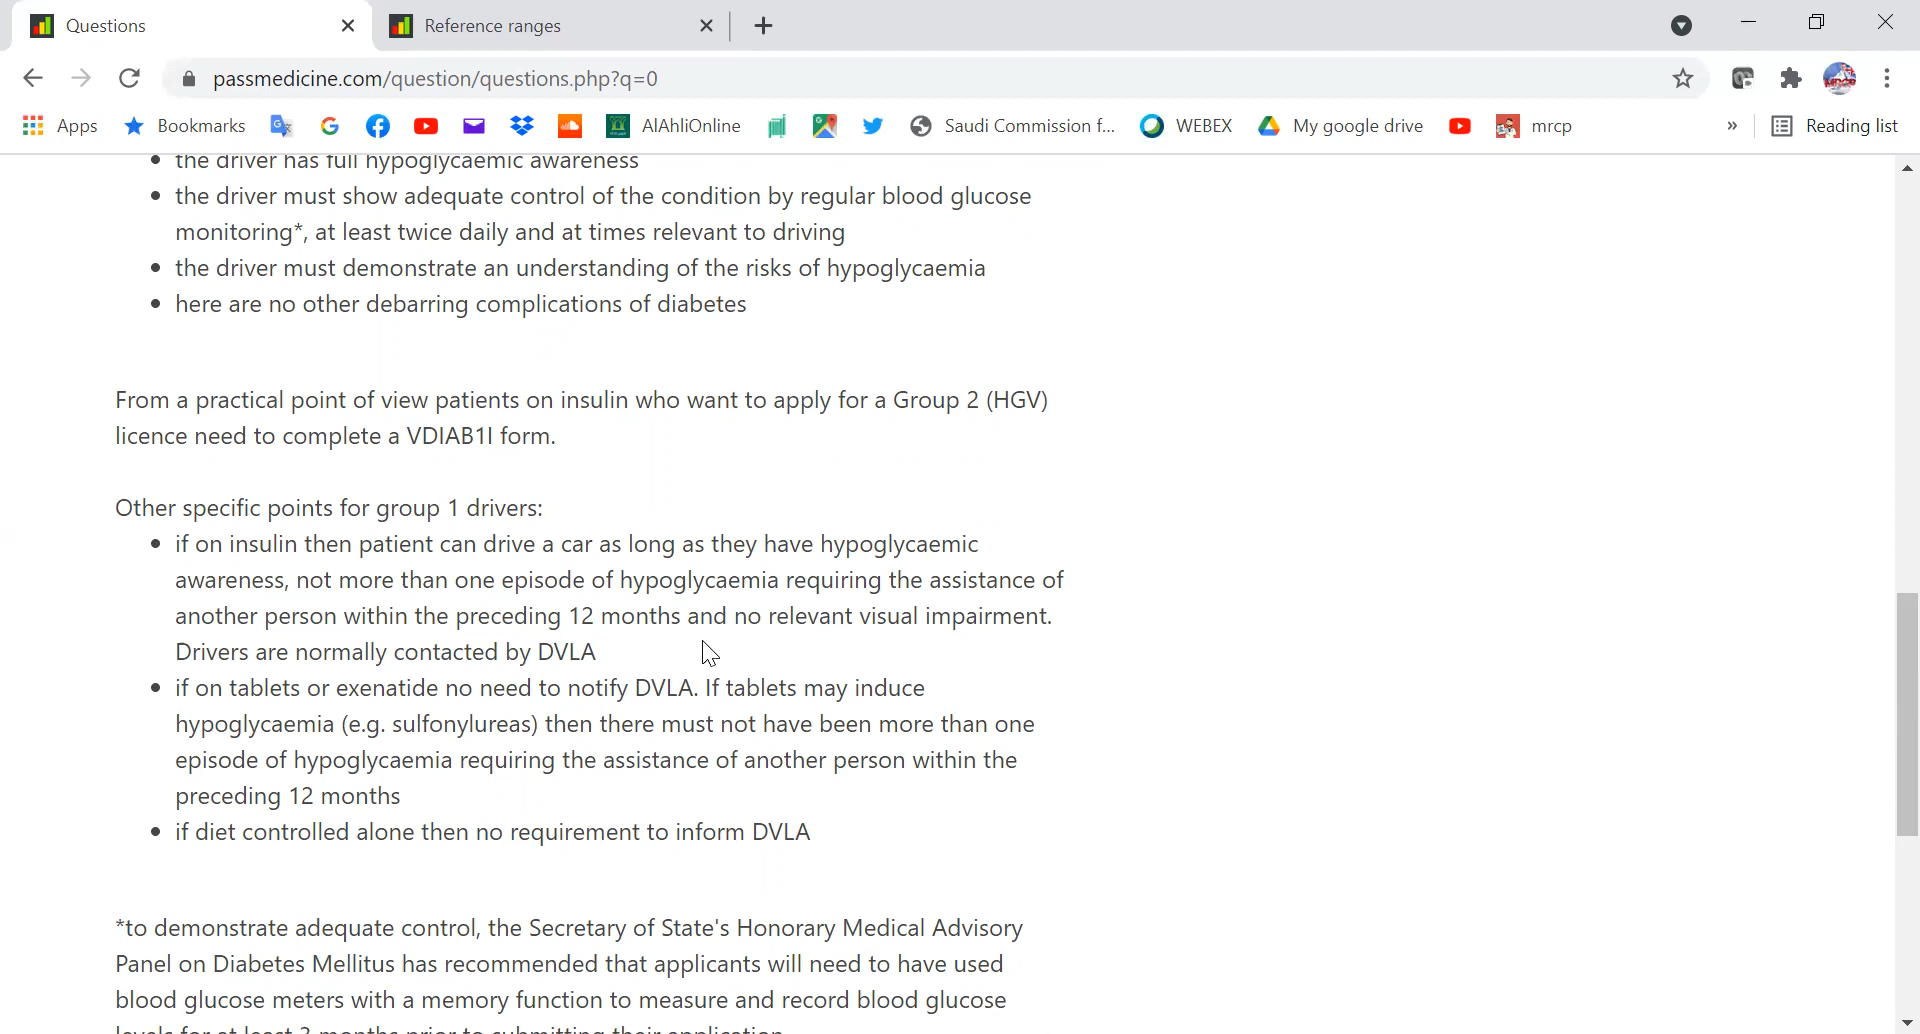 Questions
Reference ranges
passmedicine.com/question/questions.php?q=0
Apps
Bookmarks
AlAhliOnline
Saudi Commission f...
WEBEX
My google drive
mrcp
»
Reading list
the driver has full hypoglycaemic awareness
the driver must show adequate control of the condition by regular blood glucose
monitoring*, at least twice daily and at times relevant to driving
the driver must demonstrate an understanding of the risks of hypoglycaemia
here are no other debarring complications of diabetes
From a practical point of view patients on insulin who want to apply for a Group 2 (HGV)
licence need to complete a VDIAB1I form.
Other specific points for group 1 drivers:
if on insulin then patient can drive a car as long as they have hypoglycaemic
awareness, not more than one episode of hypoglycaemia requiring the assistance of
another person within the preceding 12 months and no relevant visual impairment.
Drivers are normally contacted by DVLA
if on tablets or exenatide no need to notify DVLA. If tablets may induce
hypoglycaemia (e.g. sulfonylureas) then there must not have been more than one
episode of hypoglycaemia requiring the assistance of another person within the
preceding 12 months
if diet controlled alone then no requirement to inform DVLA
*to demonstrate adequate control, the Secretary of State's Honorary Medical Advisory
Panel on Diabetes Mellitus has recommended that applicants will need to have used
blood glucose meters with a memory function to measure and record blood glucose
levels for at least 3 months prior to submitting their application